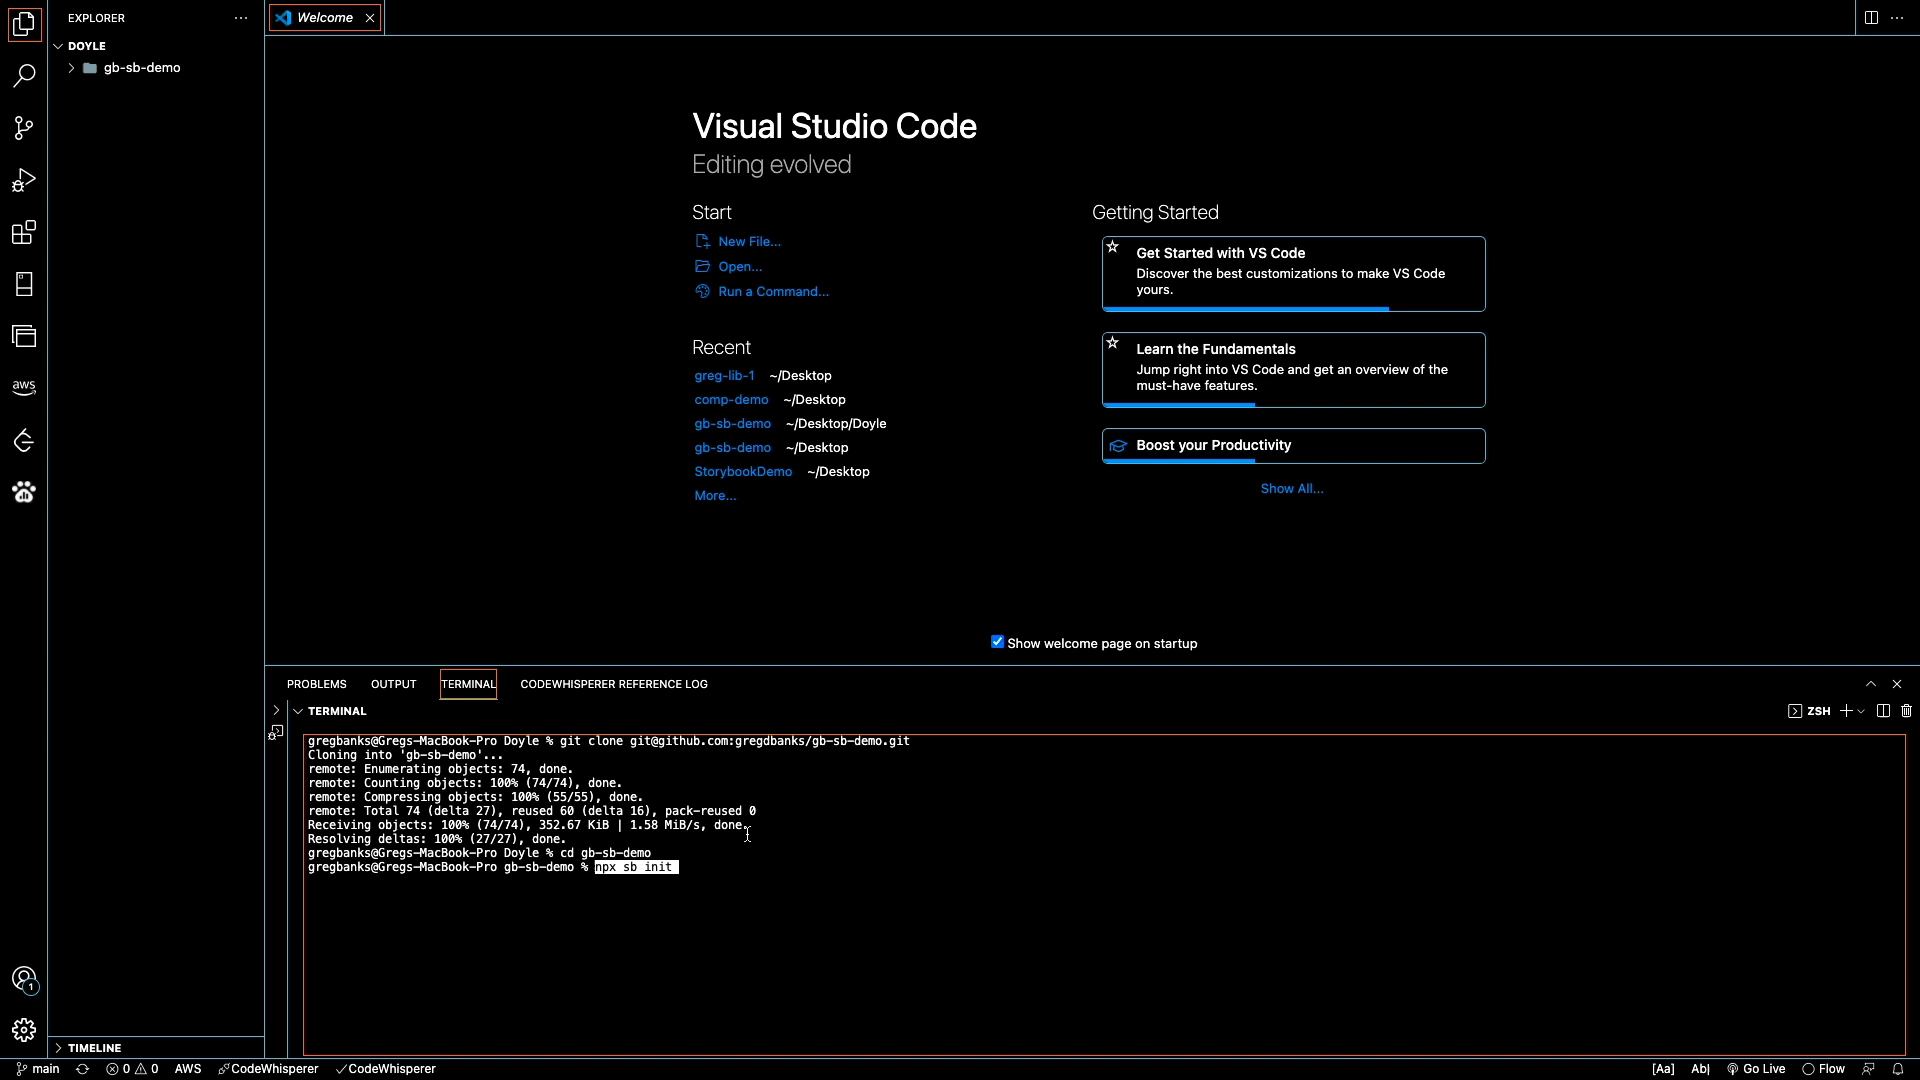 EXPLORER
DOYLE
gb-sb-demo
Welcome
Visual Studio Code
Editing evolved
Start
New File...
Open...
Run a Command...
Recent
greg-lib-1 ~/Desktop
comp-demo ~/Desktop
gb-sb-demo ~/Desktop/Doyle
gb-sb-demo ~/Desktop
StorybookDemo ~/Desktop
More...
Getting Started
Get Started with VS Code
Discover the best customizations to make VS Code
yours.
Learn the Fundamentals
Jump right into VS Code and get an overview of the
must-have features.
Boost your Productivity
Show All...
Show welcome page on startup
aws
1
PROBLEMS OUTPUT TERMINAL CODEWHISPERER REFERENCE LOG
TERMINAL
ZSH
gregbanks@Gregs-MacBook-Pro Doyle % git clone git@github.com:gregdbanks/gb-sb-demo.git
Cloning into 'gb-sb-demo'...
remote: Enumerating objects: 74, done.
remote: Counting objects: 100% (74/74), done.
remote: Compressing objects: 100% (55/55), done.
remote: Total 74 (delta 27), reused 60 (delta 16), pack-reused 0
Receiving objects: 100% (74/74), 352.67 KiB | 1.58 MiB/s, done.
Resolving deltas: 100% (27/27), done.
gregbanks@Gregs-MacBook-Pro Doyle % cd gb-sb-demo
gregbanks@Gregs-MacBook-Pro gb-sb-demo % npx sb init
TIMELINE
main 0 0 AWS CodeWhisperer CodeWhisperer [Aa] Ab| Go Live Flow